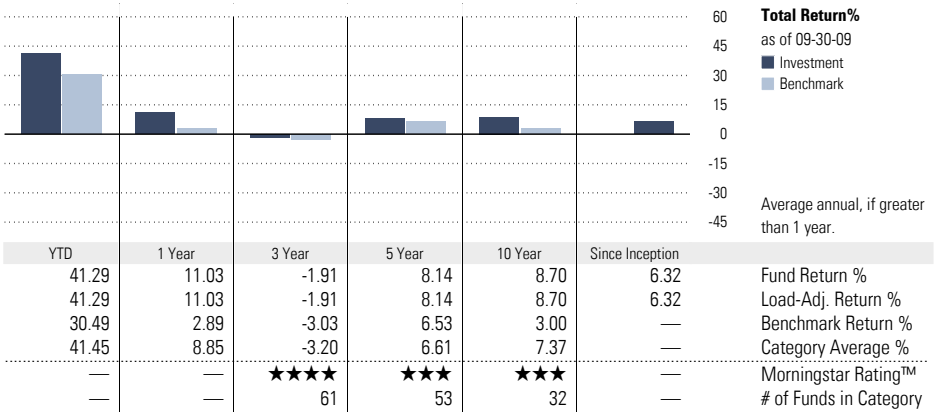 60
45
30
15
0
-15
-30
-45
Total Return%
as of 09-30-09
Investment
Benchmark
Average annual, if greater
than 1 year.
YTD 1 Year 3 Year 5 Year 10 Year Since Inception
41.29 11.03 -1.91 8.14 8.70 6.32 Fund Return %
41.29 11.03 -1.91 8.14 8.70 6.32 Load-Adj. Return %
30.49 2.89 -3.03 6.53 3.00 — Benchmark Return %
41.45 8.85 -3.20 6.61 7.37 — Category Average %
— — ★★★★ ★★★ ★★★ — Morningstar Rating™
— — 61 53 32 — # of Funds in Category